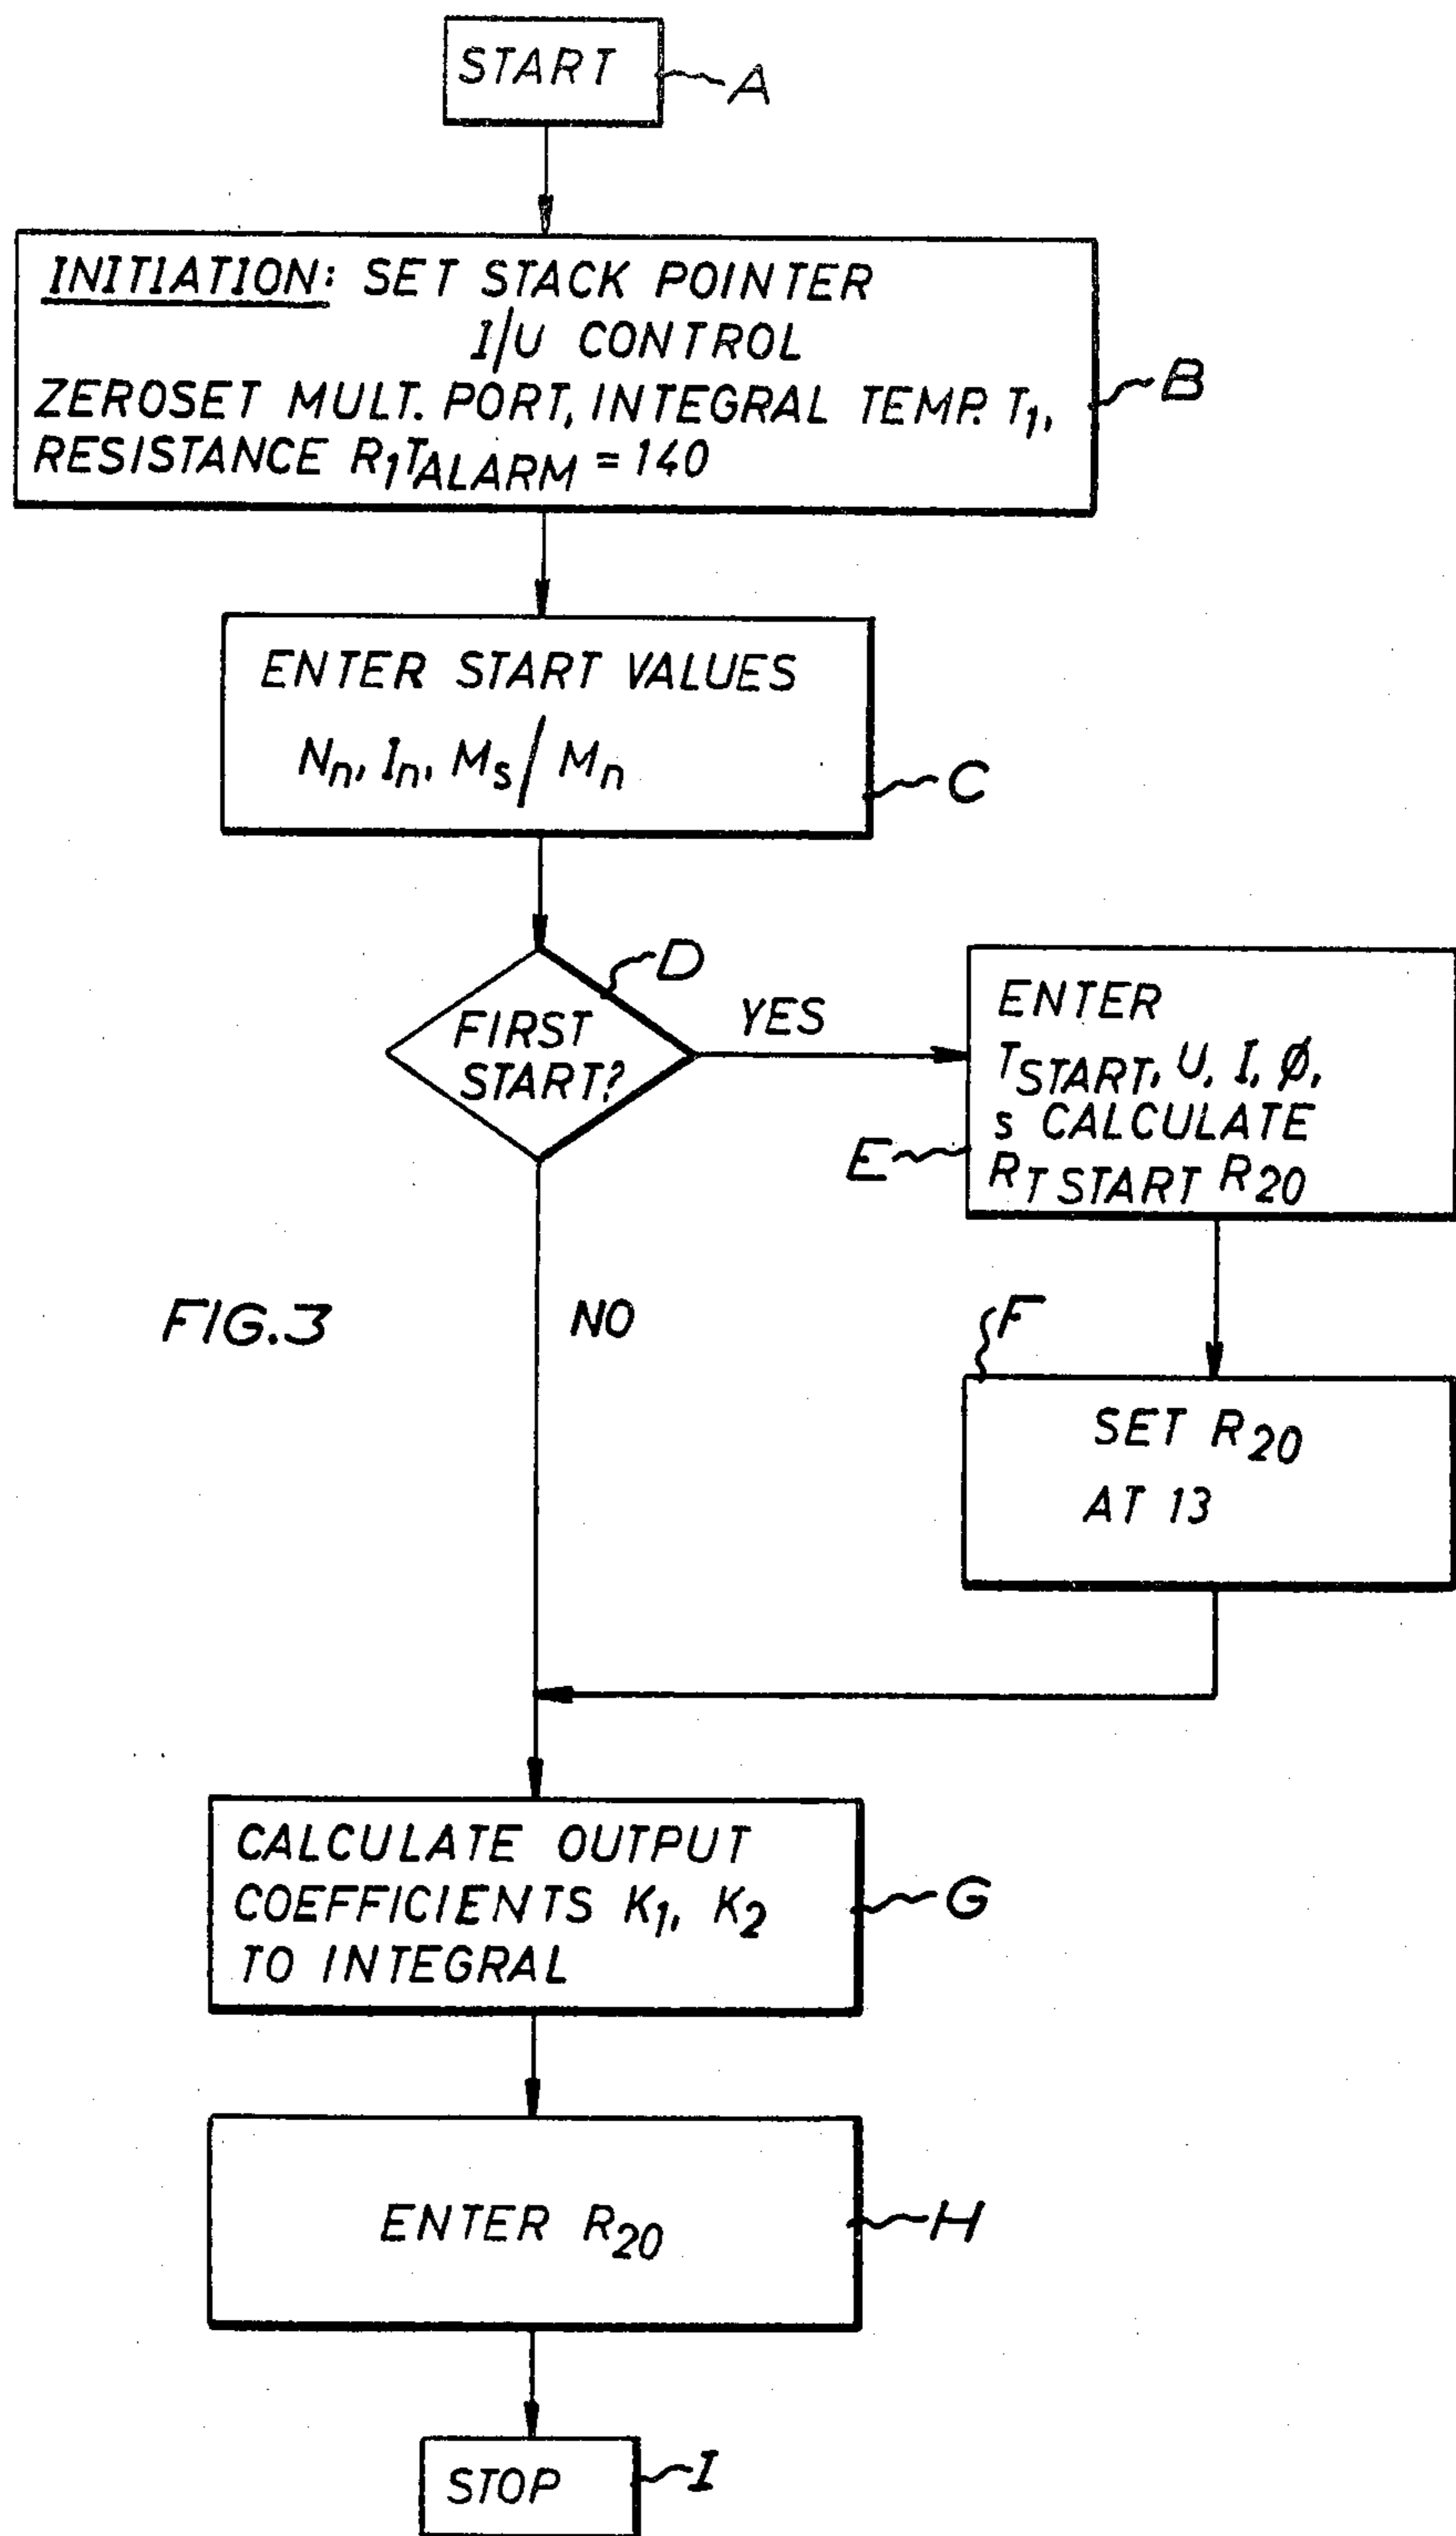 START
A
INITIATION: SET STACK POINTER
I/U CONTROL
ZEROSET MULT. PORT, INTEGRAL TEMP. T1,
RESISTANCE R1TALARM = 140
B
ENTER START VALUES
Nn, In, Ms/Mn
C
D
FIRST
START?
YES
ENTER
TSTART, U, I, Ø,
s CALCULATE
RT START R20
E
NO
FIG.3
F
SET R20
AT 13
CALCULATE OUTPUT
COEFFICIENTS K1, K2
TO INTEGRAL
G
ENTER R20
H
STOP
I